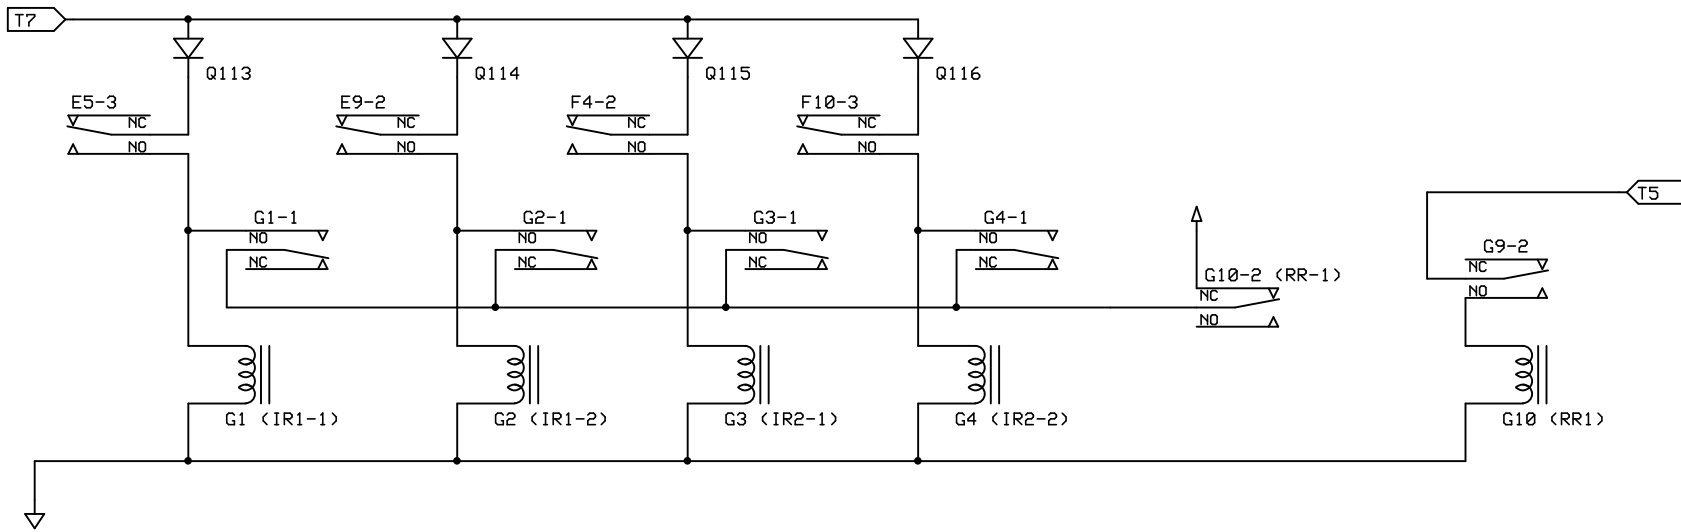 T7
Q113
Q114
Q115
Q116
E5-3
E9-2
F4-2
F10-3
NC
NC
NC
NC
NO
NO
NO
NO
T5
G1-1
G2-1
G3-1
G4-1
NO
NO
NO
NO
G9-2
NC
NC
NC
NC
NC
G10-2 (RR-1)
NC
NO
NO
G1 (IR1-1)
G2 (IR1-2)
G3 (IR2-1)
G4 (IR2-2)
G10 (RR1)